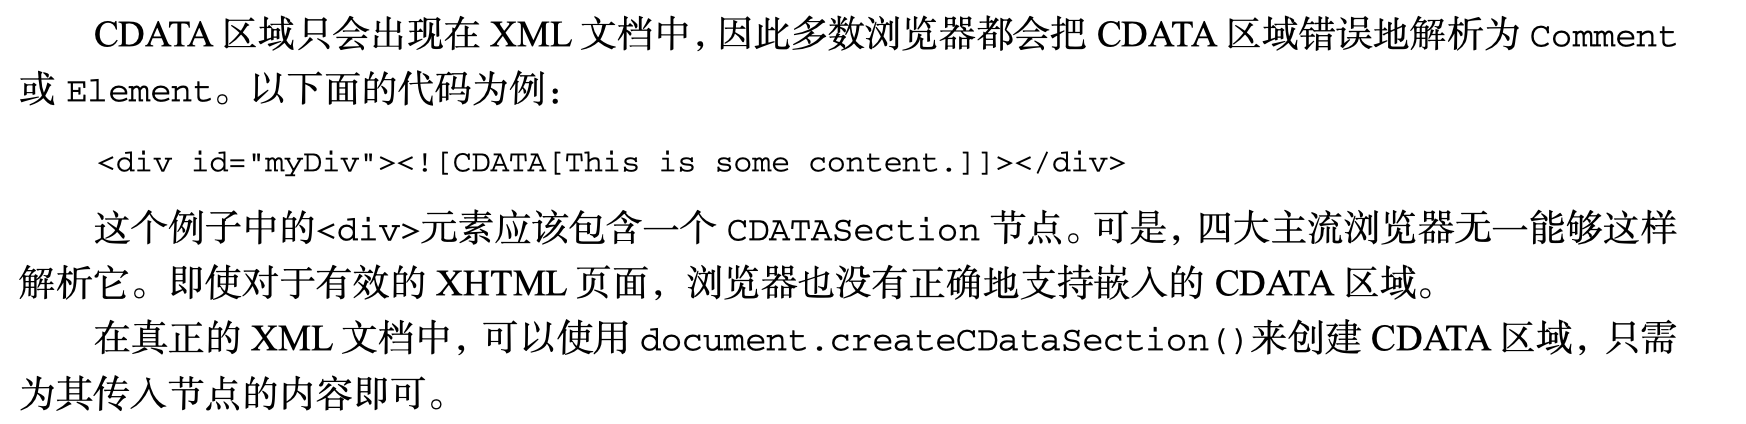 CDATA 区域只会出现在 XML 文档中，因此多数浏览器都会把 CDATA 区域错误地解析为 Comment
或 Element。以下面的代码为例：
<div id="myDiv"><![CDATA[This is some content.]]></div>
这个例子中的<div>元素应该包含一个 CDATASection 节点。可是，四大主流浏览器无一能够这样
解析它。即使对于有效的 XHTML 页面，浏览器也没有正确地支持嵌入的 CDATA 区域。
在真正的 XML 文档中，可以使用 document.createCDataSection()来创建 CDATA 区域，只需
为其传入节点的内容即可。